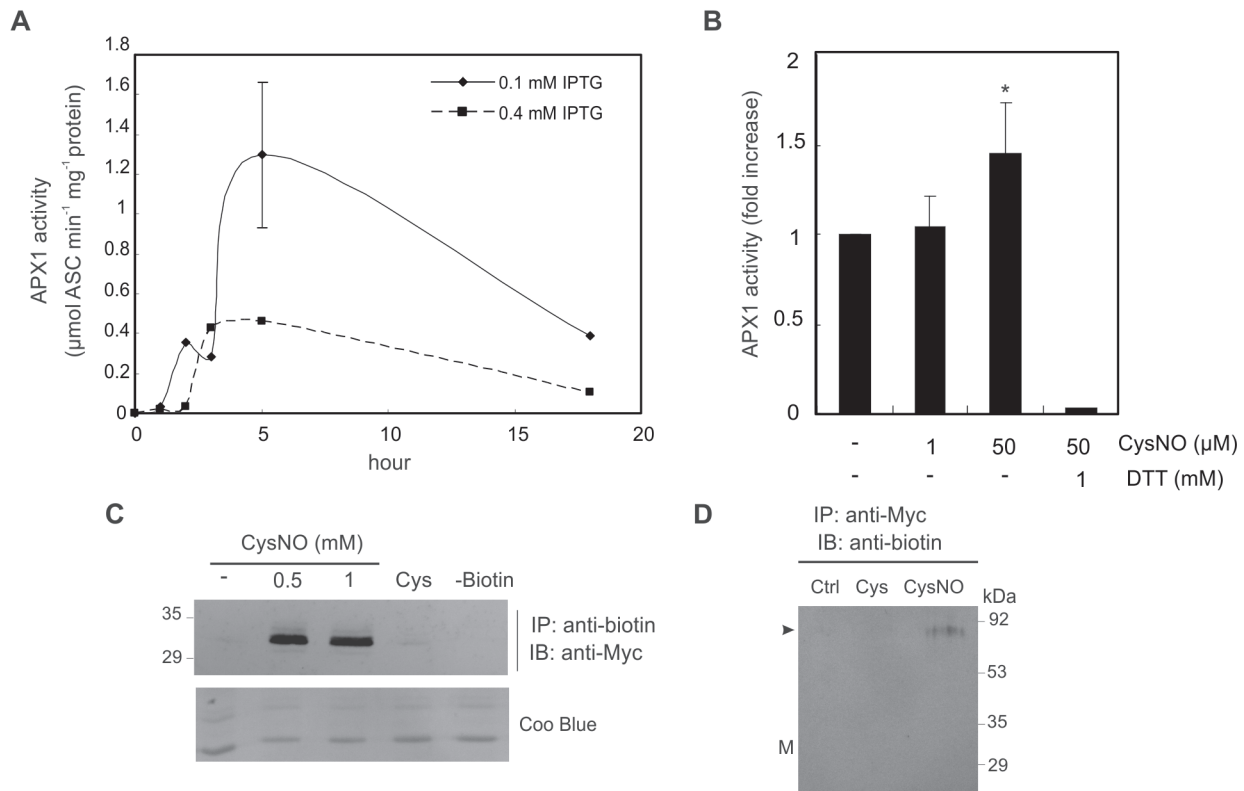 A
APX1 activity
(µmol ASC min⁻¹ mg⁻¹ protein)
1.8
1.6
1.4
1.2
1
0.8
0.6
0.4
0.2
0
0 5 10 15 20
hour
0.1 mM IPTG
0.4 mM IPTG
B
APX1 activity (fold increase)
2
1.5
1
0.5
0
*
- 1 50 50 CysNO (µM)
- - - 1 DTT (mM)
C
CysNO (mM)
- 0.5 1 Cys -Biotin
35
29
IP: anti-biotin
IB: anti-Myc
Coo Blue
D
IP: anti-Myc
IB: anti-biotin
Ctrl Cys CysNO kDa
92
53
35
29
M